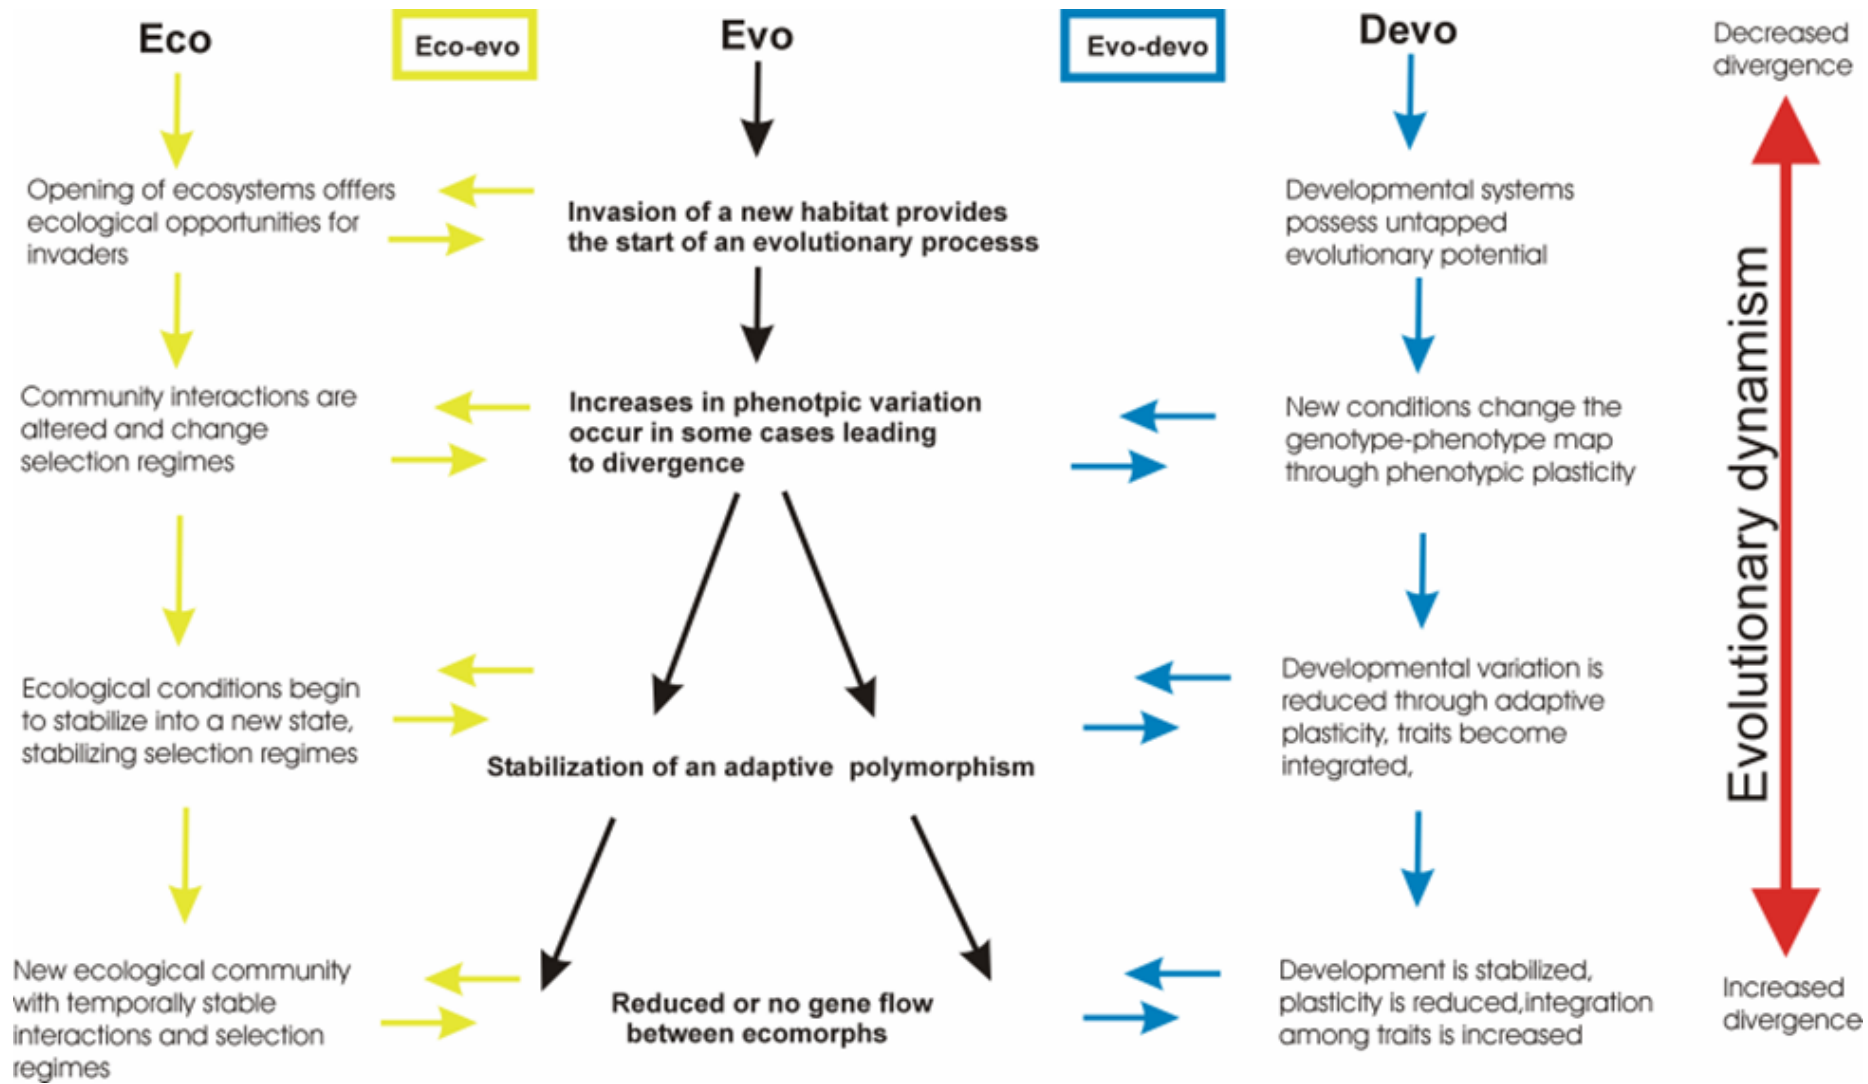 Eco
Eco-evo
Evo
Evo-devo
Devo
Decreased
divergence
Opening of ecosystems offfers
ecological opportunities for
invaders
Invasion of a new habitat provides
the start of an evolutionary processs
Developmental systems
possess untapped
evolutionary potential
Community interactions are
altered and change
selection regimes
Increases in phenotpic variation
occur in some cases leading
to divergence
New conditions change the
genotype-phenotype map
through phenotypic plasticity
Evolutionary dynamism
Ecological conditions begin
to stabilize into a new state,
stabilizing selection regimes
Stabilization of an adaptive polymorphism
Developmental variation is
reduced through adaptive
plasticity, traits become
integrated,
New ecological community
with temporally stable
interactions and selection
regimes
Reduced or no gene flow
between ecomorphs
Development is stabilized,
plasticity is reduced,integration
among traits is increased
Increased
divergence